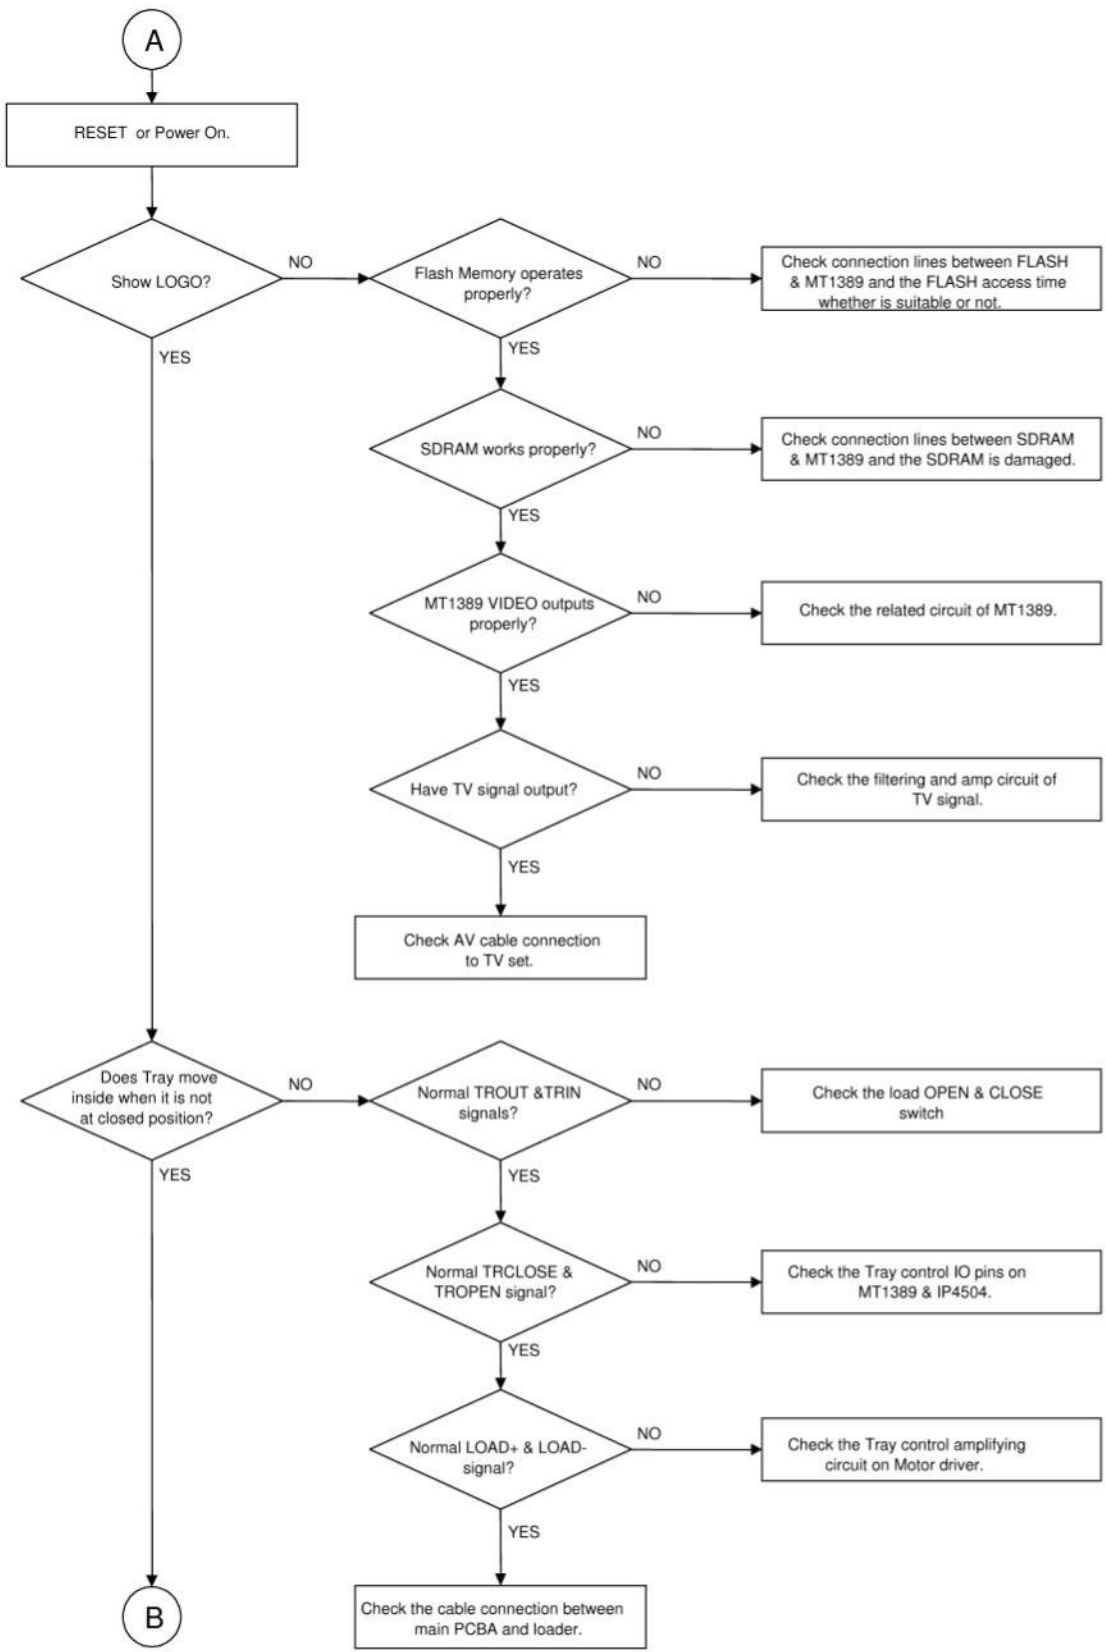 A
RESET or Power On.
Show LOGO?
NO
Flash Memory operates
properly?
NO
Check connection lines between FLASH
& MT1389 and the FLASH access time
whether is suitable or not.
YES
YES
SDRAM works properly?
NO
Check connection lines between SDRAM
& MT1389 and the SDRAM is damaged.
YES
MT1389 VIDEO outputs
properly?
NO
Check the related circuit of MT1389.
YES
Have TV signal output?
NO
Check the filtering and amp circuit of
TV signal.
YES
Check AV cable connection
to TV set.
Does Tray move
inside when it is not
at closed position?
NO
Normal TROUT &TRIN
signals?
NO
Check the load OPEN & CLOSE
switch
YES
YES
Normal TRCLOSE &
TROPEN signal?
NO
Check the Tray control IO pins on
MT1389 & IP4504.
YES
Normal LOAD+ & LOAD-
signal?
NO
Check the Tray control amplifying
circuit on Motor driver.
YES
Check the cable connection between
main PCBA and loader.
B